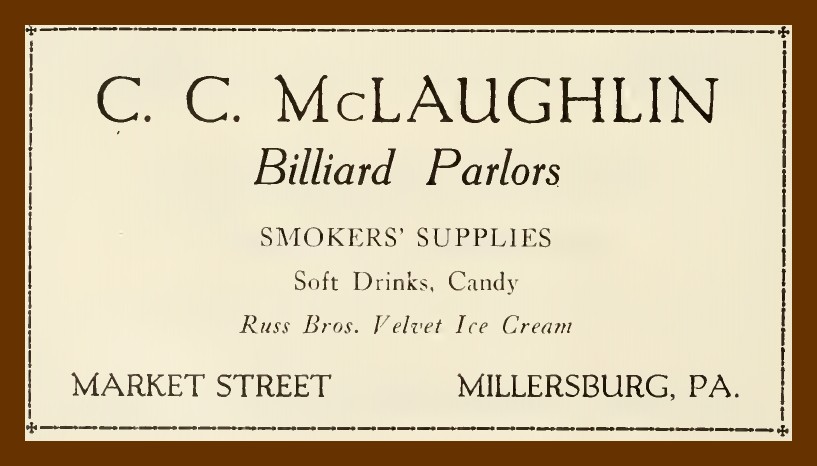 C. C. McLAUGHLIN
Billiard Parlors
SMOKERS' SUPPLIES
Soft Drinks, Candy
Russ Bros. Velvet Ice Cream
MARKET STREET MILLERSBURG, PA.